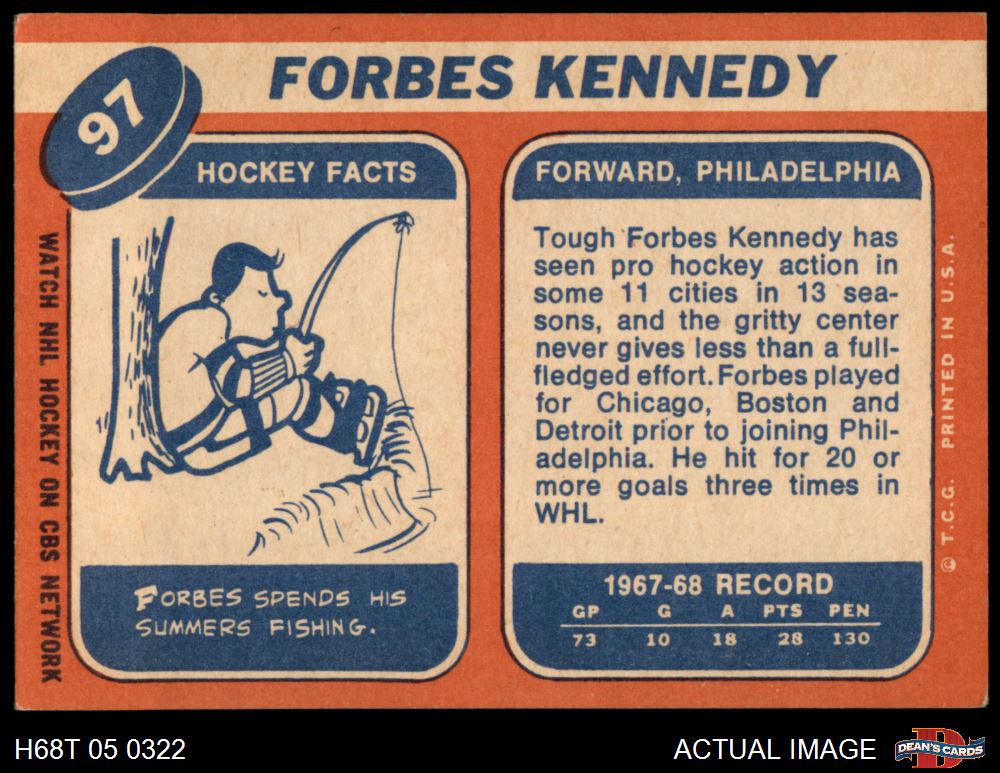 97
FORBES KENNEDY
HOCKEY FACTS
FORBES SPENDS HIS
SUMMERS FISHING.
FORWARD, PHILADELPHIA
Tough Forbes Kennedy has
seen pro hockey action in
some 11 cities in 13 sea-
sons, and the gritty center
never gives less than a full-
fledged effort. Forbes played
for Chicago, Boston and
Detroit prior to joining Phil-
adelphia. He hit for 20 or
more goals three times in
WHL.
1967-68 RECORD
GP G A PTS PEN
73 10 18 28 130
WATCH NHL HOCKEY ON CBS NETWORK
© T.C.G. PRINTED IN U.S.A.
H68T 05 0322
ACTUAL IMAGE
D
DEAN'S CARDS